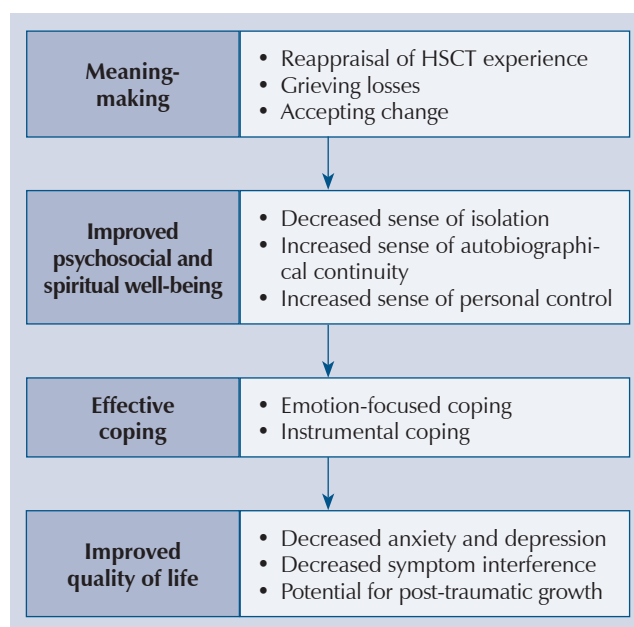 Meaning-
making
• Reappraisal of HSCT experience
• Grieving losses
• Accepting change
Improved
psychosocial and
spiritual well-being
• Decreased sense of isolation
• Increased sense of autobiographi-
cal continuity
• Increased sense of personal control
Effective
coping
• Emotion-focused coping
• Instrumental coping
Improved
quality of life
• Decreased anxiety and depression
• Decreased symptom interference
• Potential for post-traumatic growth